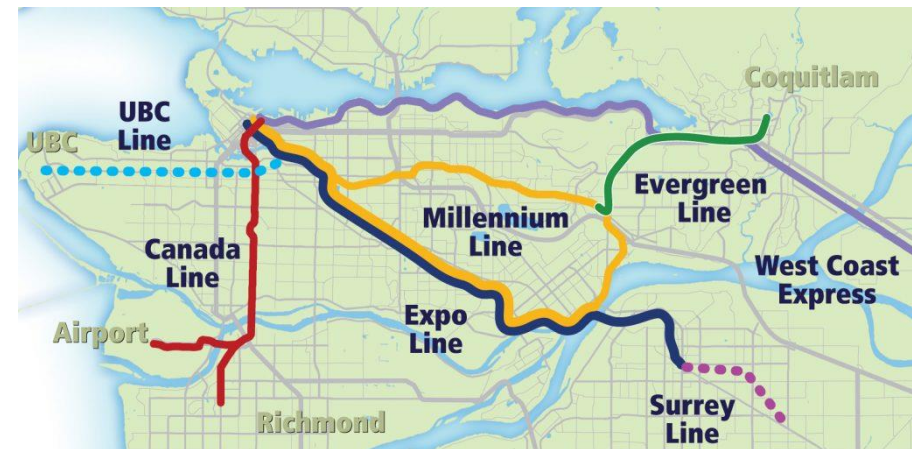 Coquitlam
UBC
Line
UBC
Evergreen
Line
Millennium
Line
Canada
Line
West Coast
Express
Expo
Line
Airport
Surrey
Line
Richmond